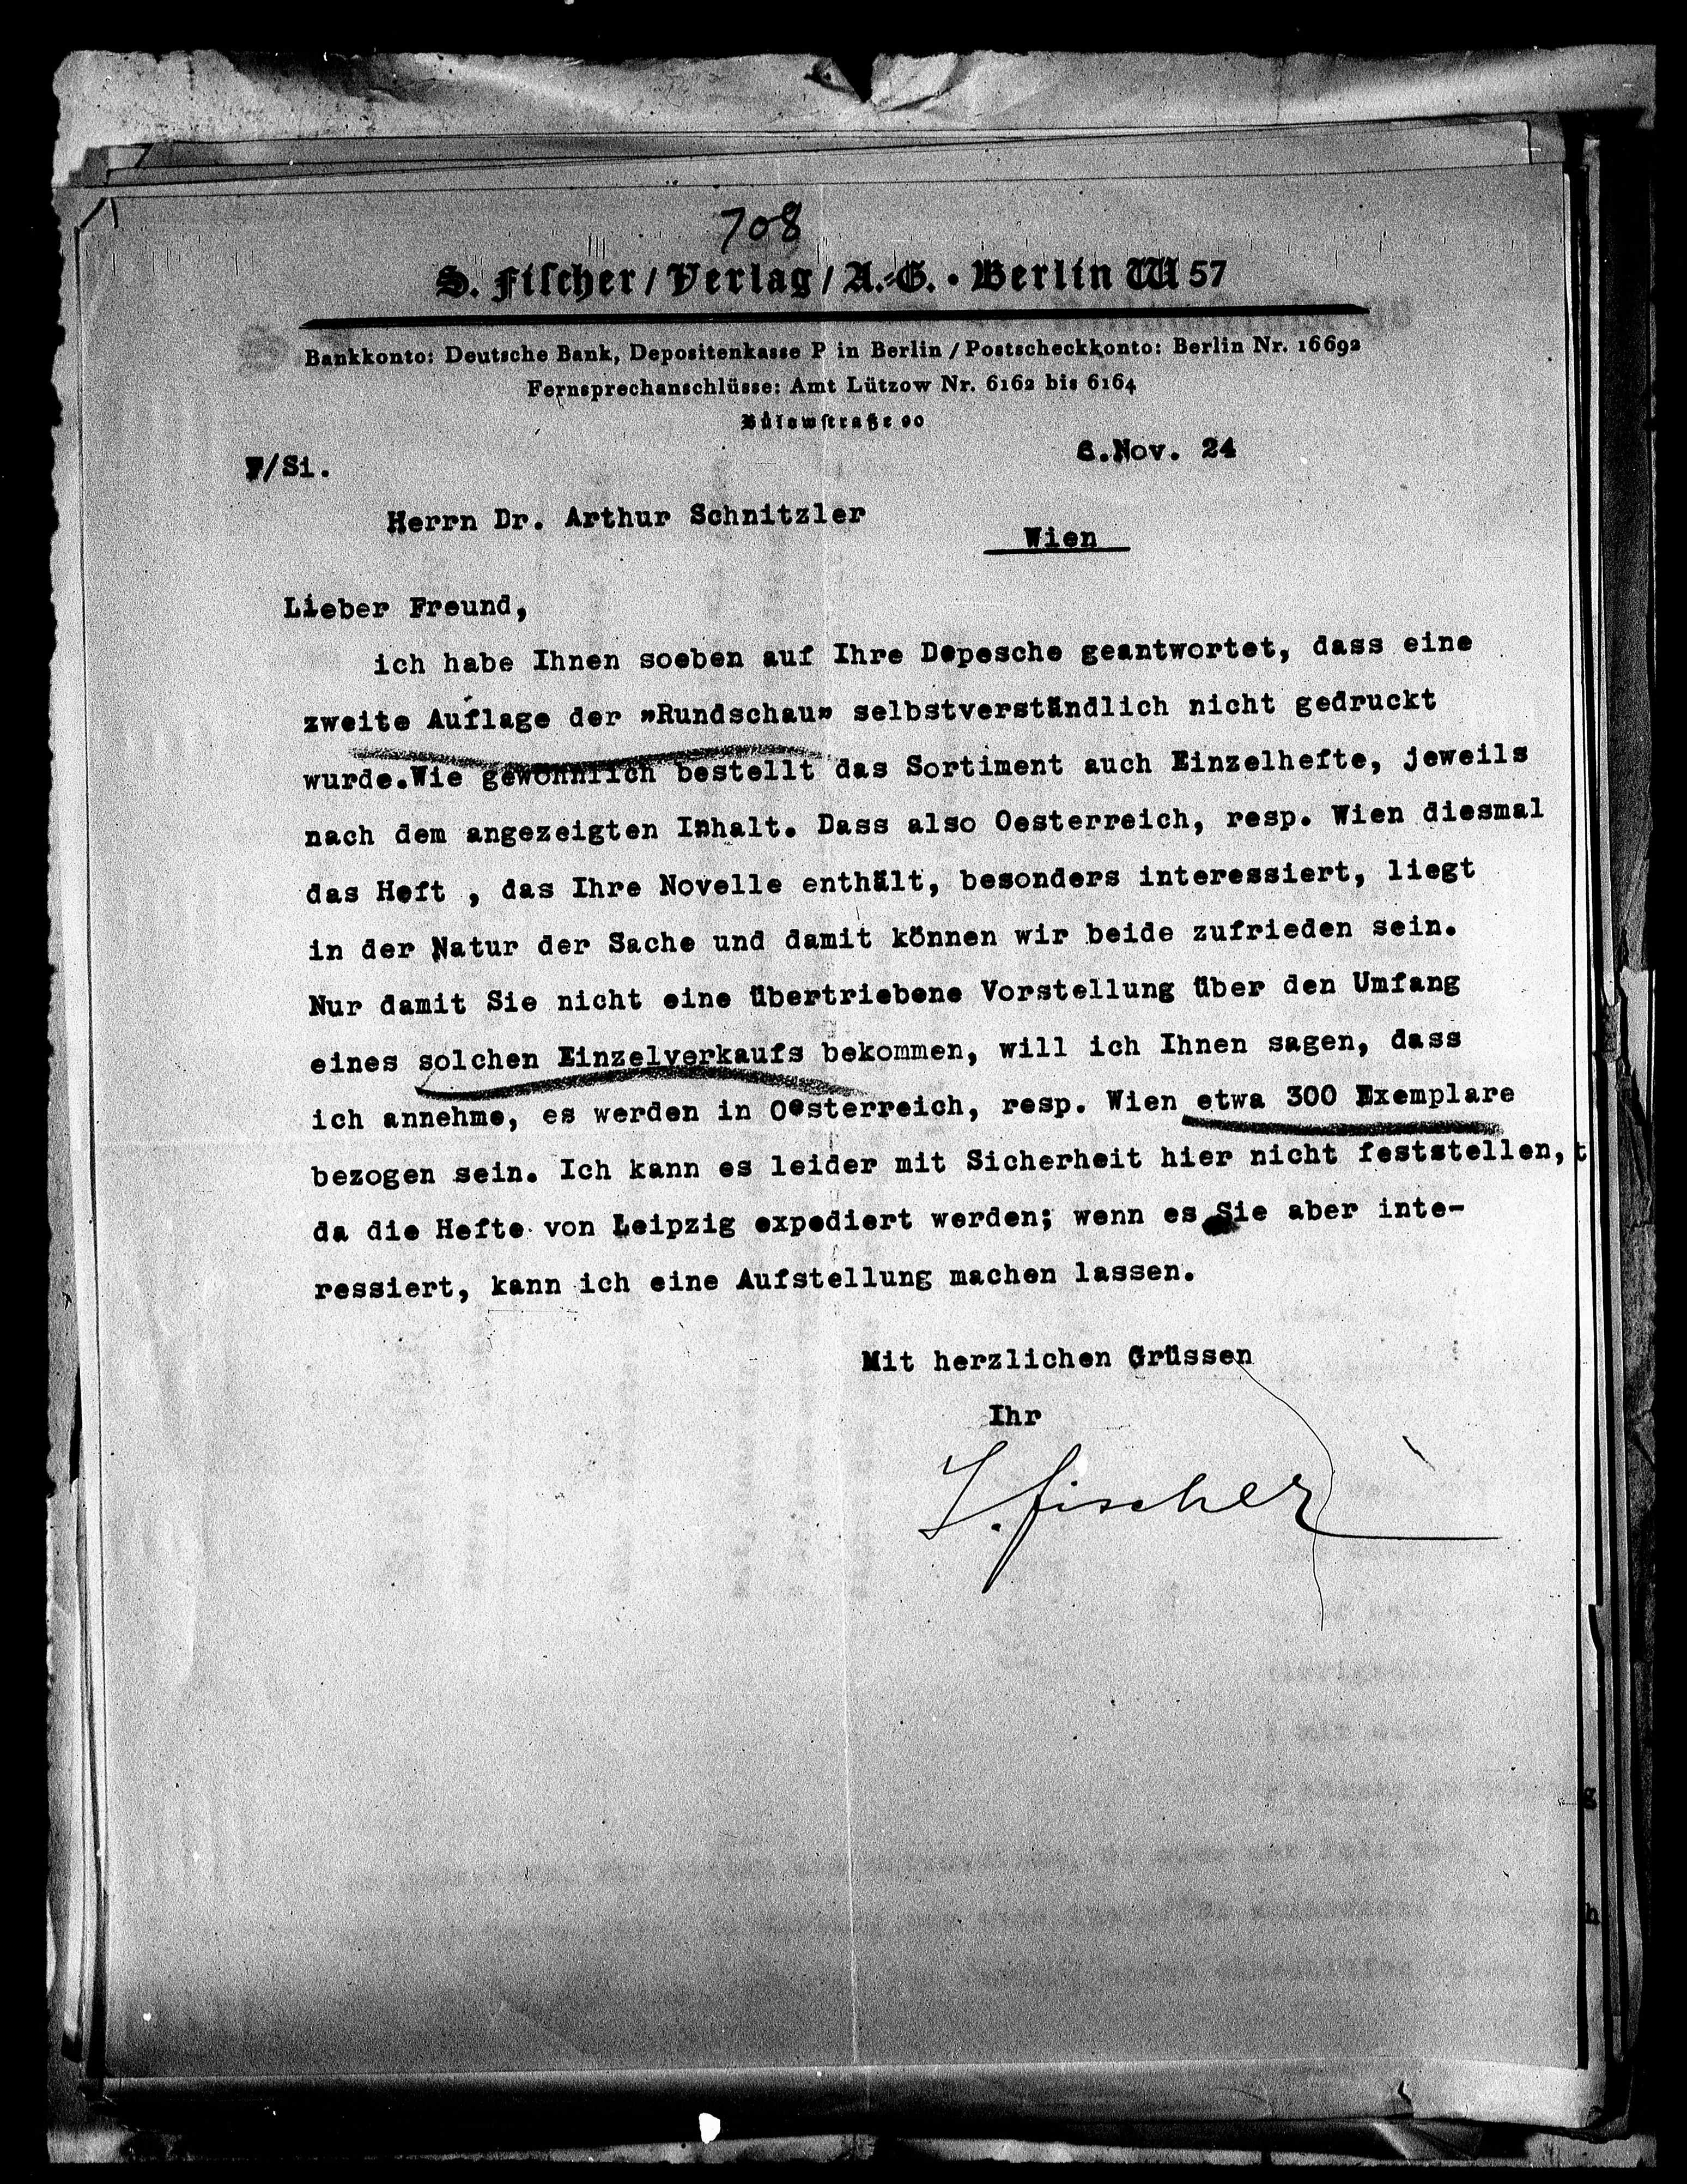 708
S. Fischer / Verlag / A.-G. • Berlin W 57
Bankkonto: Deutsche Bank, Depositenkasse P in Berlin / Postscheckkonto: Berlin Nr. 16692
Fernsprechanschlüsse: Amt Lützow Nr. 6162 bis 6164
Bülowstraße 90
F/Si.
6.Nov. 24
Herrn Dr. Arthur Schnitzler
Wien
Lieber Freund,
ich habe Ihnen soeben auf Ihre Depesche geantwortet, dass eine
zweite Auflage der "Rundschau" selbstverständlich nicht gedruckt
wurde.Wie gewöhnlich bestellt das Sortiment auch Einzelhefte, jeweils
nach dem angezeigten Inhalt. Dass also Oesterreich, resp. Wien diesmal
das Heft , das Ihre Novelle enthält, besonders interessiert, liegt
in der Natur der Sache und damit können wir beide zufrieden sein.
Nur damit Sie nicht eine übertriebene Vorstellung über den Umfang
eines solchen Einzelverkaufs bekommen, will ich Ihnen sagen, dass
ich annehme, es werden in Oesterreich, resp. Wien etwa 300 Exemplare
bezogen sein. Ich kann es leider mit Sicherheit hier nicht feststellen,
da die Hefte von Leipzig expediert werden; wenn es Sie aber inte-
ressiert, kann ich eine Aufstellung machen lassen.
Mit herzlichen Grüssen
Ihr
S. Fischer